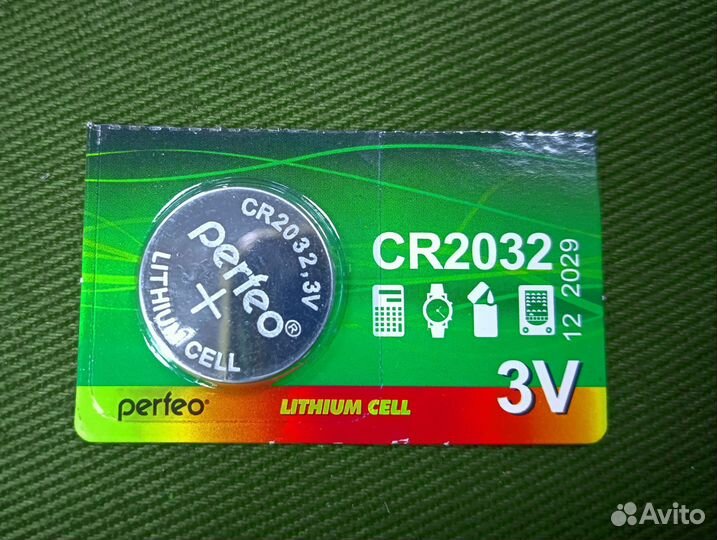 CR2032, 3V
perfeo®
+
LITHIUM CELL
CR2032
12 2029
3V
perfeo®
LITHIUM CELL
Avito